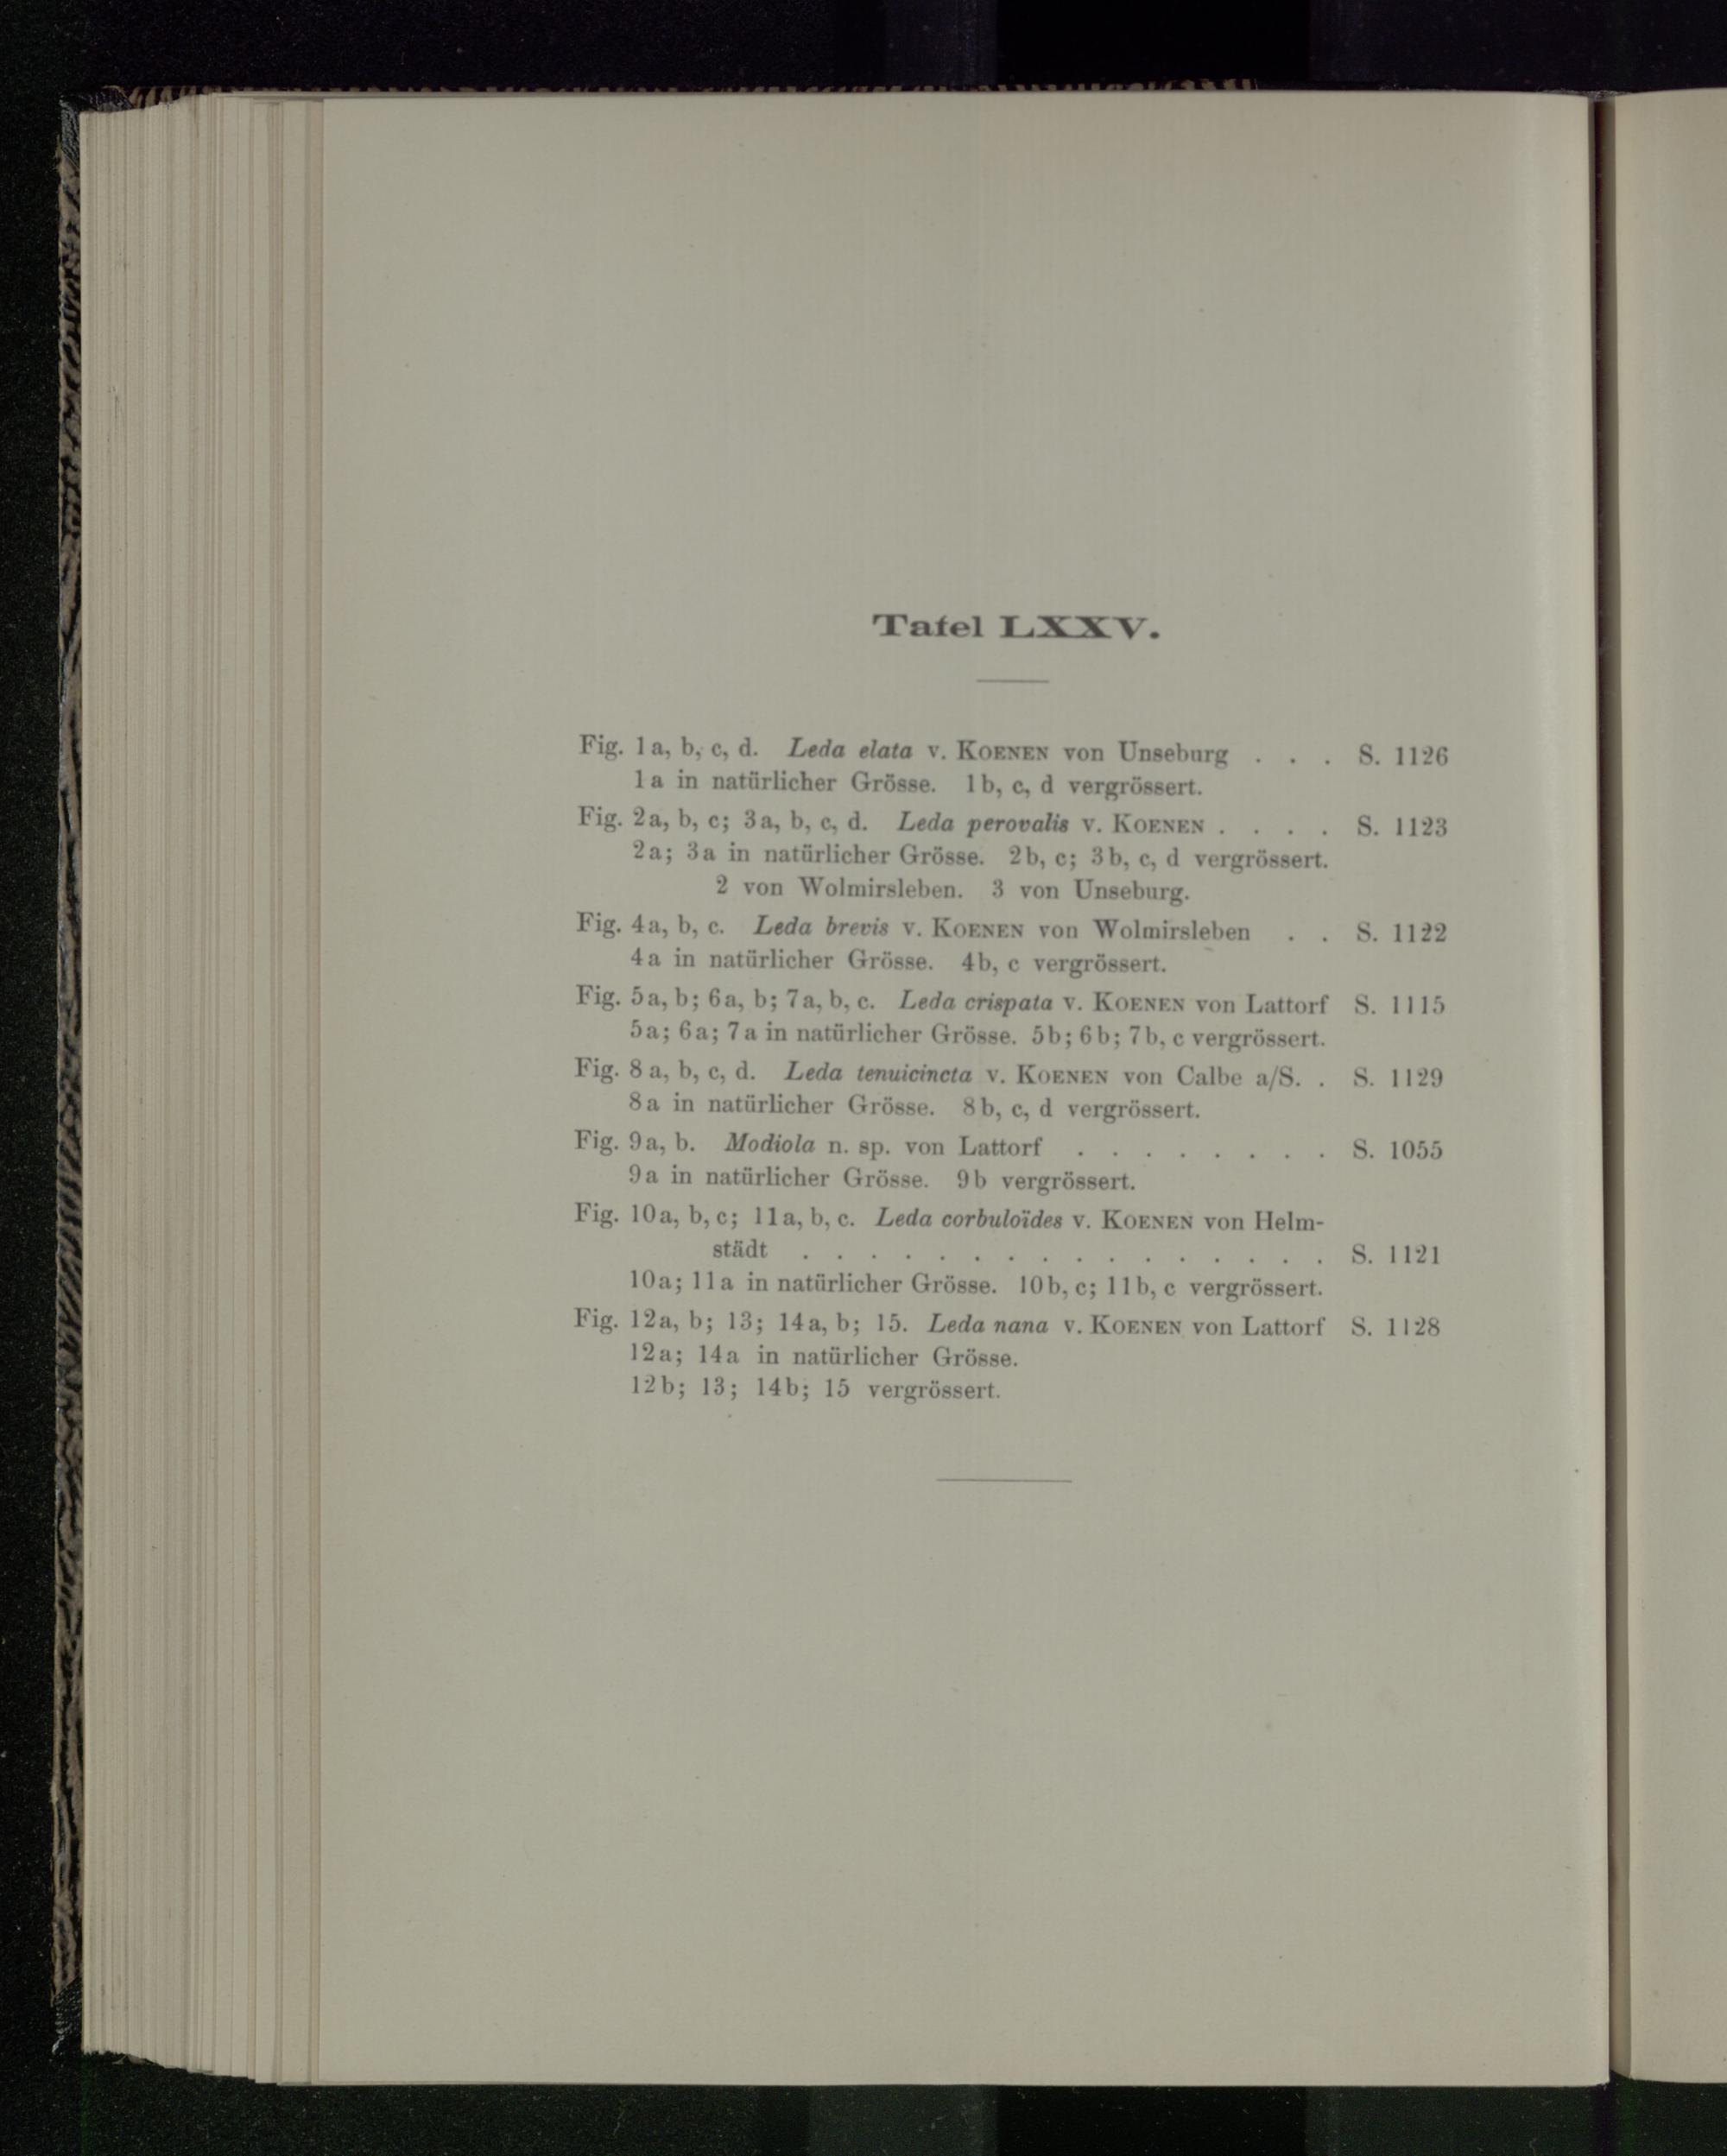 Tafel LXXV.
Fig. 1a, b, c, d. Leda elata v. KOENEN von Unseburg . . . S. 1126
1a in natürlicher Grösse. 1b, c, d vergrössert.
Fig. 2a, b, c; 3a, b, c, d. Leda perovalis v. KOENEN . . . . S. 1123
2a; 3a in natürlicher Grösse. 2b, c; 3b, c, d vergrössert.
2 von Wolmirsleben. 3 von Unseburg.
Fig. 4a, b, c. Leda brevis v. KOENEN von Wolmirsleben . . S. 1122
4a in natürlicher Grösse. 4b, c vergrössert.
Fig. 5a, b; 6a, b; 7a, b, c. Leda crispata v. KOENEN von Lattorf S. 1115
5a; 6a; 7a in natürlicher Grösse. 5b; 6b; 7b, c vergrössert.
Fig. 8a, b, c, d. Leda tenuicincta v. KOENEN von Calbe a/S. . S. 1129
8a in natürlicher Grösse. 8b, c, d vergrössert.
Fig. 9a, b. Modiola n. sp. von Lattorf . . . . . . . . S. 1055
9a in natürlicher Grösse. 9b vergrössert.
Fig. 10a, b, c; 11a, b, c. Leda corbuloïdes v. KOENEN von Helm-
städt . . . . . . . . . . . . . . . . S. 1121
10a; 11a in natürlicher Grösse. 10b, c; 11b, c vergrössert.
Fig. 12a, b; 13; 14a, b; 15. Leda nana v. KOENEN von Lattorf S. 1128
12a; 14a in natürlicher Grösse.
12b; 13; 14b; 15 vergrössert.